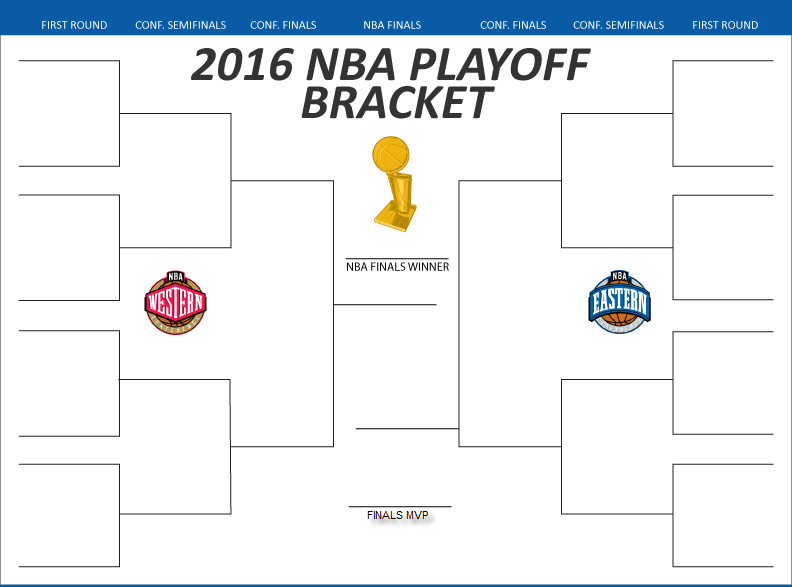 FIRST ROUND CONF. SEMIFINALS CONF. FINALS NBA FINALS CONF. FINALS CONF. SEMIFINALS FIRST ROUND
2016 NBA PLAYOFF
BRACKET
NBA FINALS WINNER
NBA
WESTERN
NBA
EASTERN
FINALS MVP